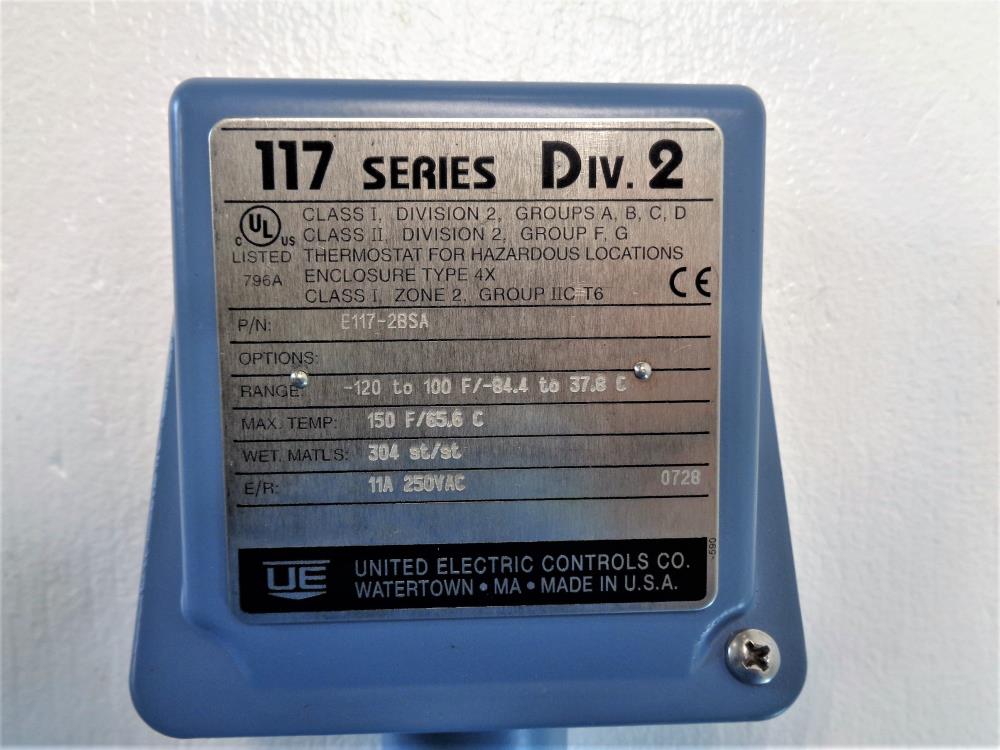 117 SERIES DIV. 2
C UL US
LISTED
796A
CLASS I, DIVISION 2, GROUPS A, B, C, D
CLASS II, DIVISION 2, GROUP F, G
THERMOSTAT FOR HAZARDOUS LOCATIONS
ENCLOSURE TYPE 4X
CLASS I, ZONE 2, GROUP IIC T6
CE
P/N: E117-2BSA
OPTIONS:
RANGE: -120 to 100 F/-84.4 to 37.8 C
MAX. TEMP: 150 F/65.6 C
WET. MATL'S: 304 st/st
E/R: 11A 250VAC 0728
-590
UE UNITED ELECTRIC CONTROLS CO.
WATERTOWN • MA • MADE IN U.S.A.